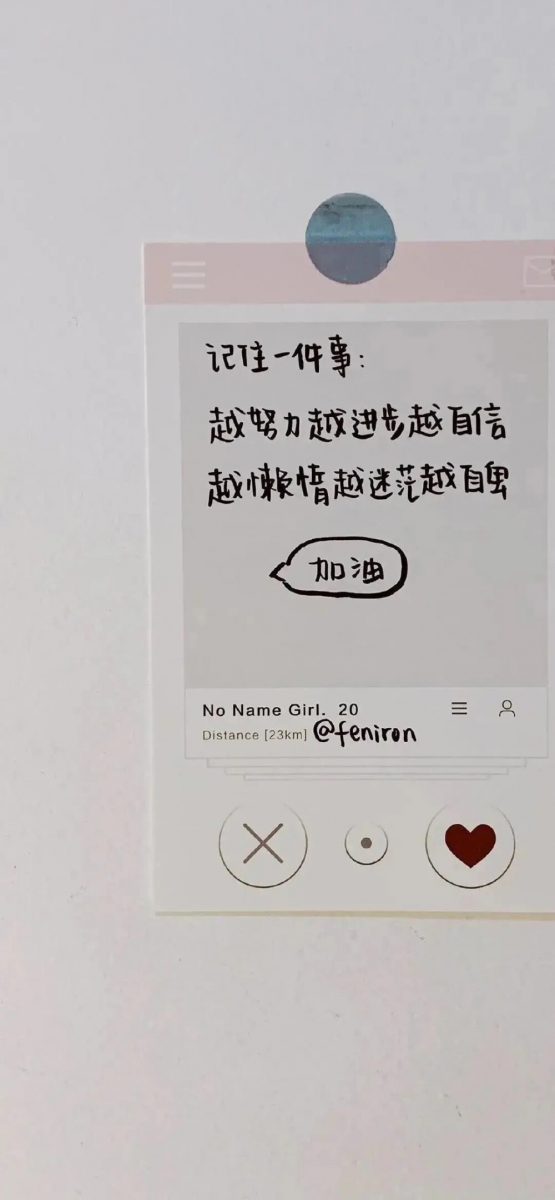 记住一件事:
越努力越进步越自信
越懒惰越迷茫越自卑
加油
No Name Girl. 20
Distance [23km] @feniron